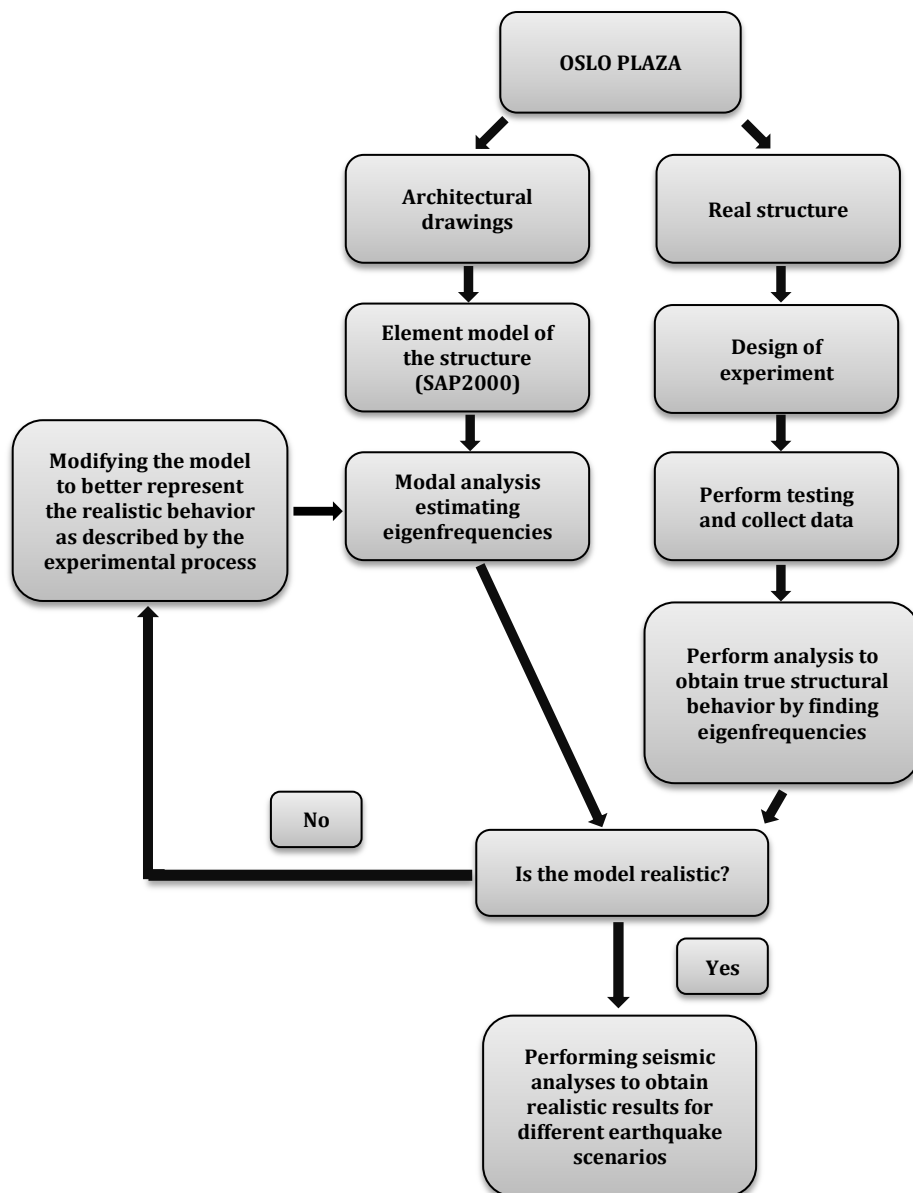 OSLO PLAZA
Architectural
drawings
Real structure
Element model of
the structure
(SAP2000)
Design of
experiment
Modifying the model
to better represent
the realistic behavior
as described by the
experimental process
Modal analysis
estimating
eigenfrequencies
Perform testing
and collect data
Perform analysis to
obtain true structural
behavior by finding
eigenfrequencies
No
Is the model realistic?
Yes
Performing seismic
analyses to obtain
realistic results for
different earthquake
scenarios